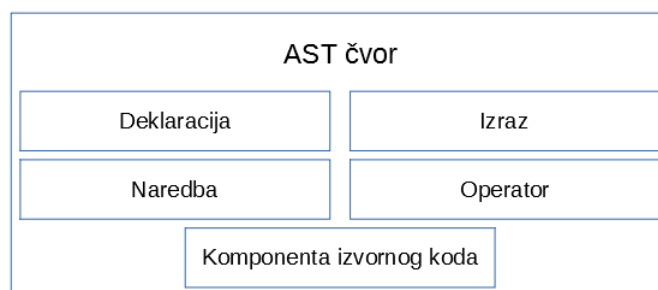 AST čvor
Deklaracija
Izraz
Naredba
Operator
Komponenta izvornog koda